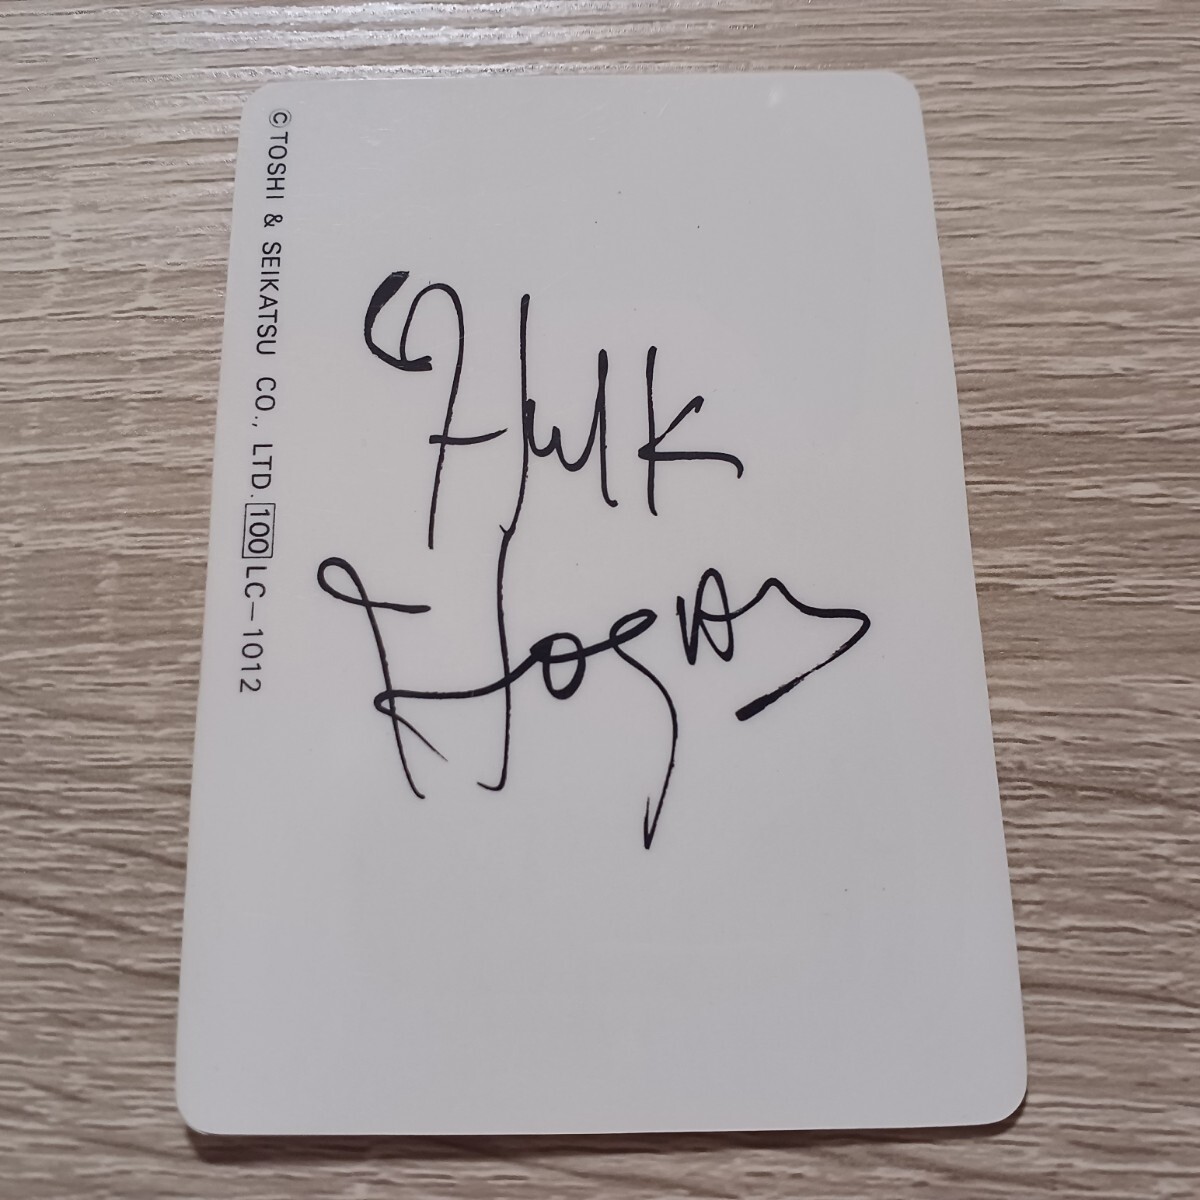 ©TOSHI & SEIKATSU CO., LTD. 100 LC-1012
Hulk
Hogan